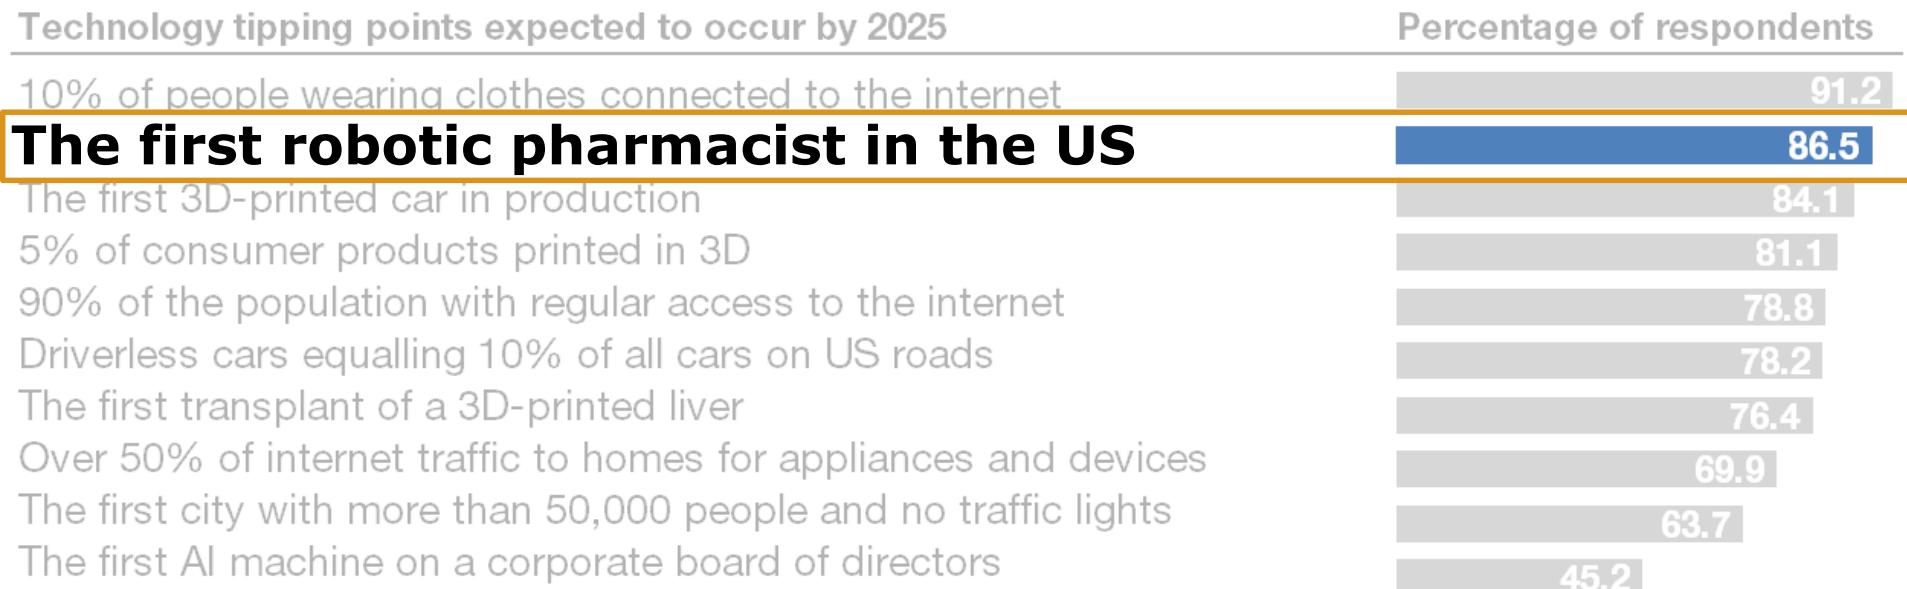 Technology tipping points expected to occur by 2025 Percentage of respondents
10% of people wearing clothes connected to the internet 91.2
The first robotic pharmacist in the US 86.5
The first 3D-printed car in production 84.1
5% of consumer products printed in 3D 81.1
90% of the population with regular access to the internet 78.8
Driverless cars equalling 10% of all cars on US roads 78.2
The first transplant of a 3D-printed liver 76.4
Over 50% of internet traffic to homes for appliances and devices 69.9
The first city with more than 50,000 people and no traffic lights 63.7
The first AI machine on a corporate board of directors 45.2